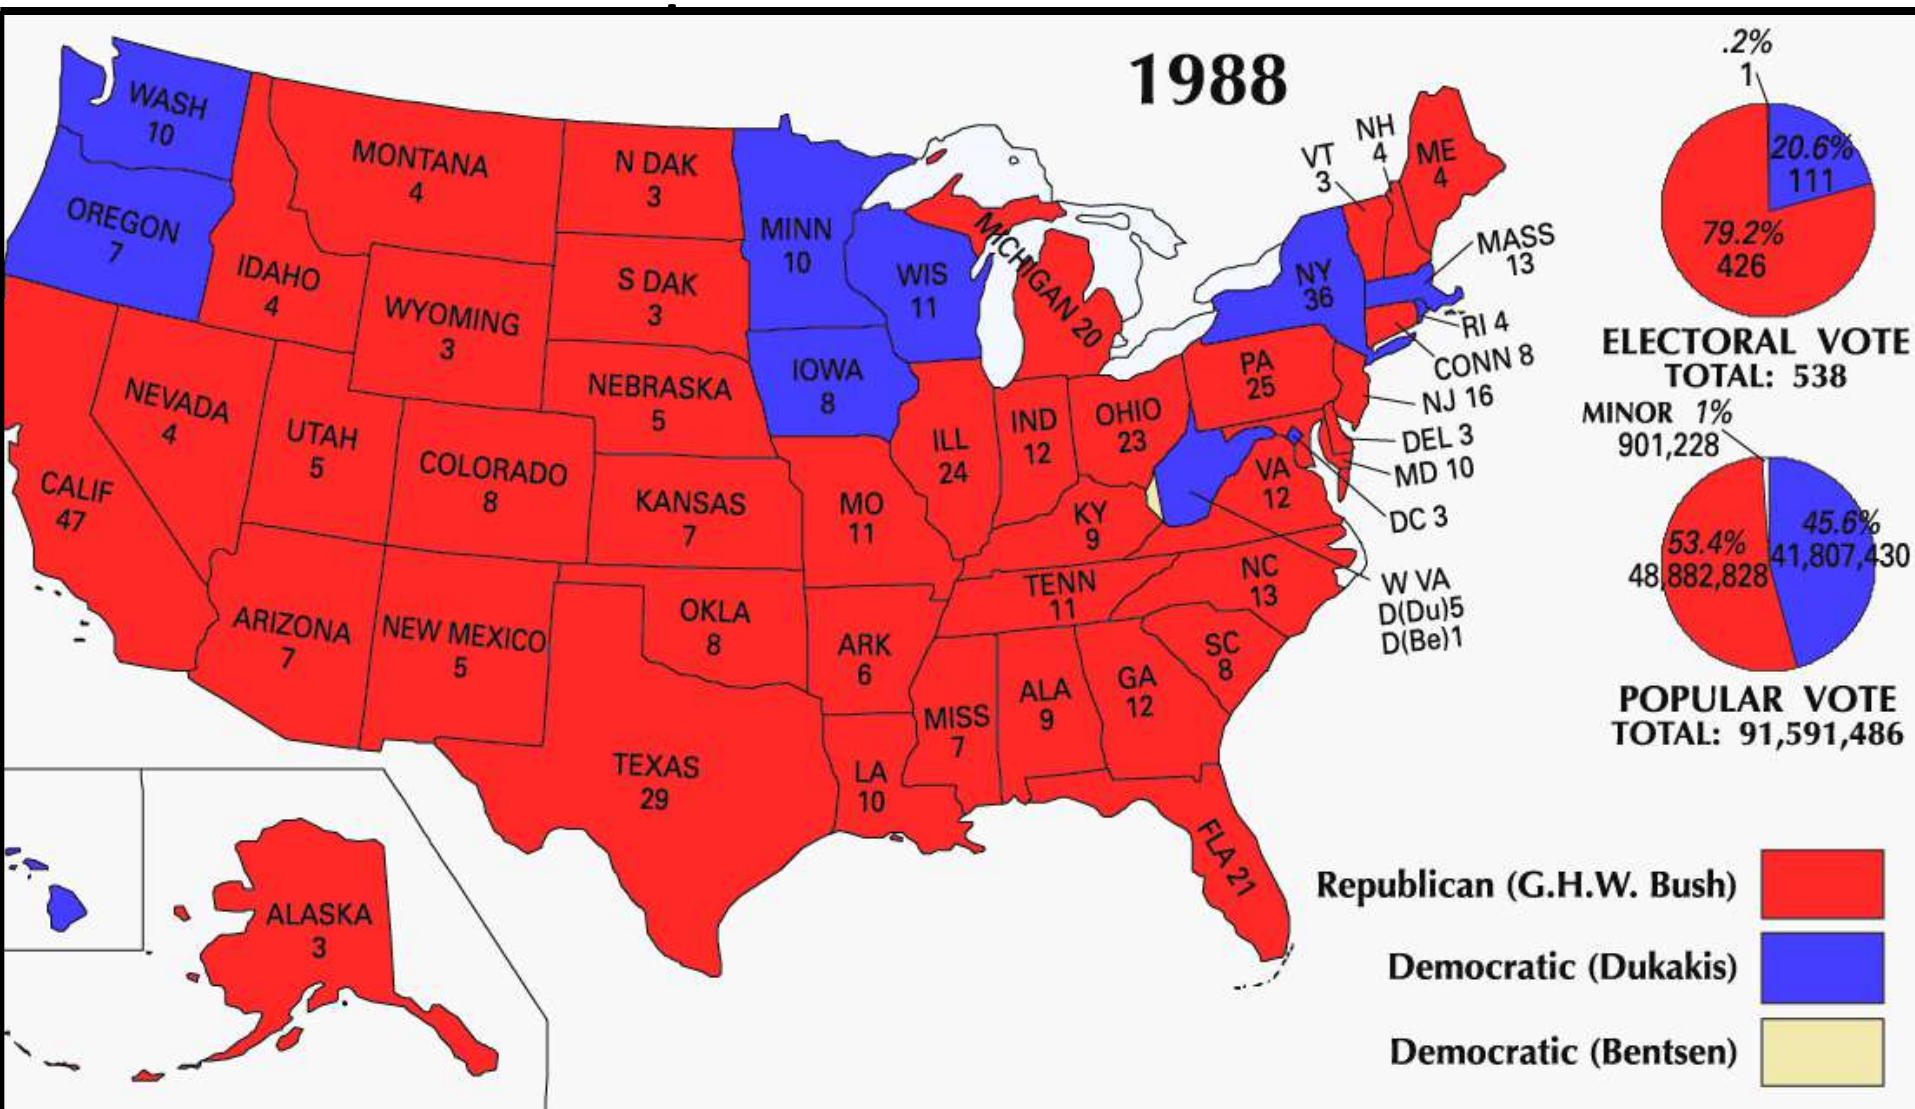 1988
WASH
10
OREGON
7
CALIF
47
NEVADA
4
IDAHO
4
MONTANA
4
WYOMING
3
UTAH
5
COLORADO
8
ARIZONA
7
NEW MEXICO
5
N DAK
3
S DAK
3
NEBRASKA
5
KANSAS
7
OKLA
8
TEXAS
29
MINN
10
IOWA
8
MO
11
ARK
6
LA
10
WIS
11
ILL
24
MICHIGAN 20
IND
12
OHIO
23
KY
9
TENN
11
MISS
7
ALA
9
GA
12
FLA 21
SC
8
NC
13
VA
12
W VA
D(Du)5
D(Be)1
PA
25
NY
36
VT
3
NH
4
ME
4
MASS
13
RI 4
CONN 8
NJ 16
DEL 3
MD 10
DC 3
ALASKA
3
.2%
1
20.6%
111
79.2%
426
ELECTORAL VOTE
TOTAL: 538
MINOR 1%
901,228
45.6%
41,807,430
53.4%
48,882,828
POPULAR VOTE
TOTAL: 91,591,486
Republican (G.H.W. Bush)
Democratic (Dukakis)
Democratic (Bentsen)